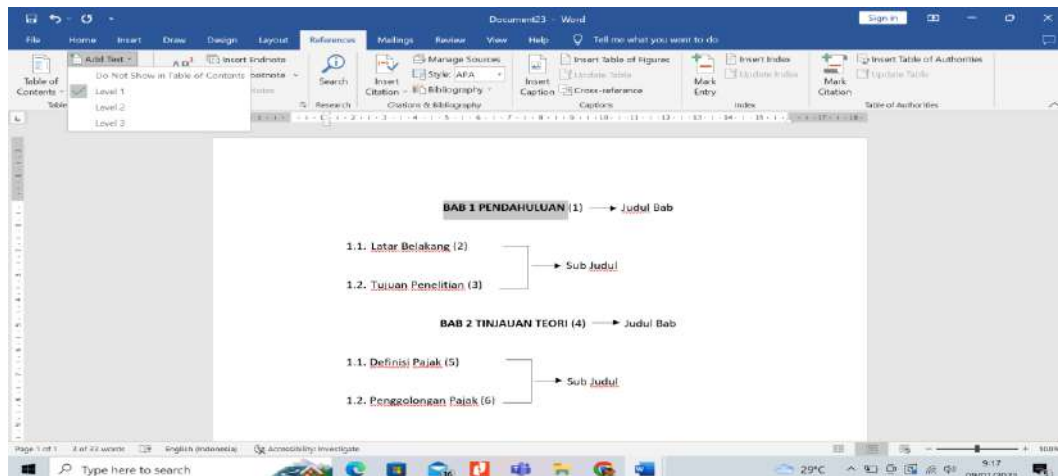 Document23 - Word
Sign in
File Home Insert Draw Design Layout References Mailings Review View Help Tell me what you want to do
Table of Contents
Add Text
Do Not Show in Table of Contents
Level 1
Level 2
Level 3
Insert Endnote
Search
Research
Insert Citation
Manage Sources
Style: APA
Bibliography
Citations & Bibliography
Insert Caption
Insert Table of Figures
Update Table
Cross-reference
Captions
Mark Entry
Insert Index
Update Index
Index
Mark Citation
Insert Table of Authorities
Update Table
Table of Authorities
BAB 1 PENDAHULUAN (1) Judul Bab
1.1. Latar Belakang (2)
Sub Judul
1.2. Tujuan Penelitian (3)
BAB 2 TINJAUAN TEORI (4) Judul Bab
1.1. Definisi Pajak (5)
Sub Judul
1.2. Penggolongan Pajak (6)
Page 1 of 1 3 of 33 words English (Indonesia) Accessibility: Investigate
Type here to search
29°C
9:17